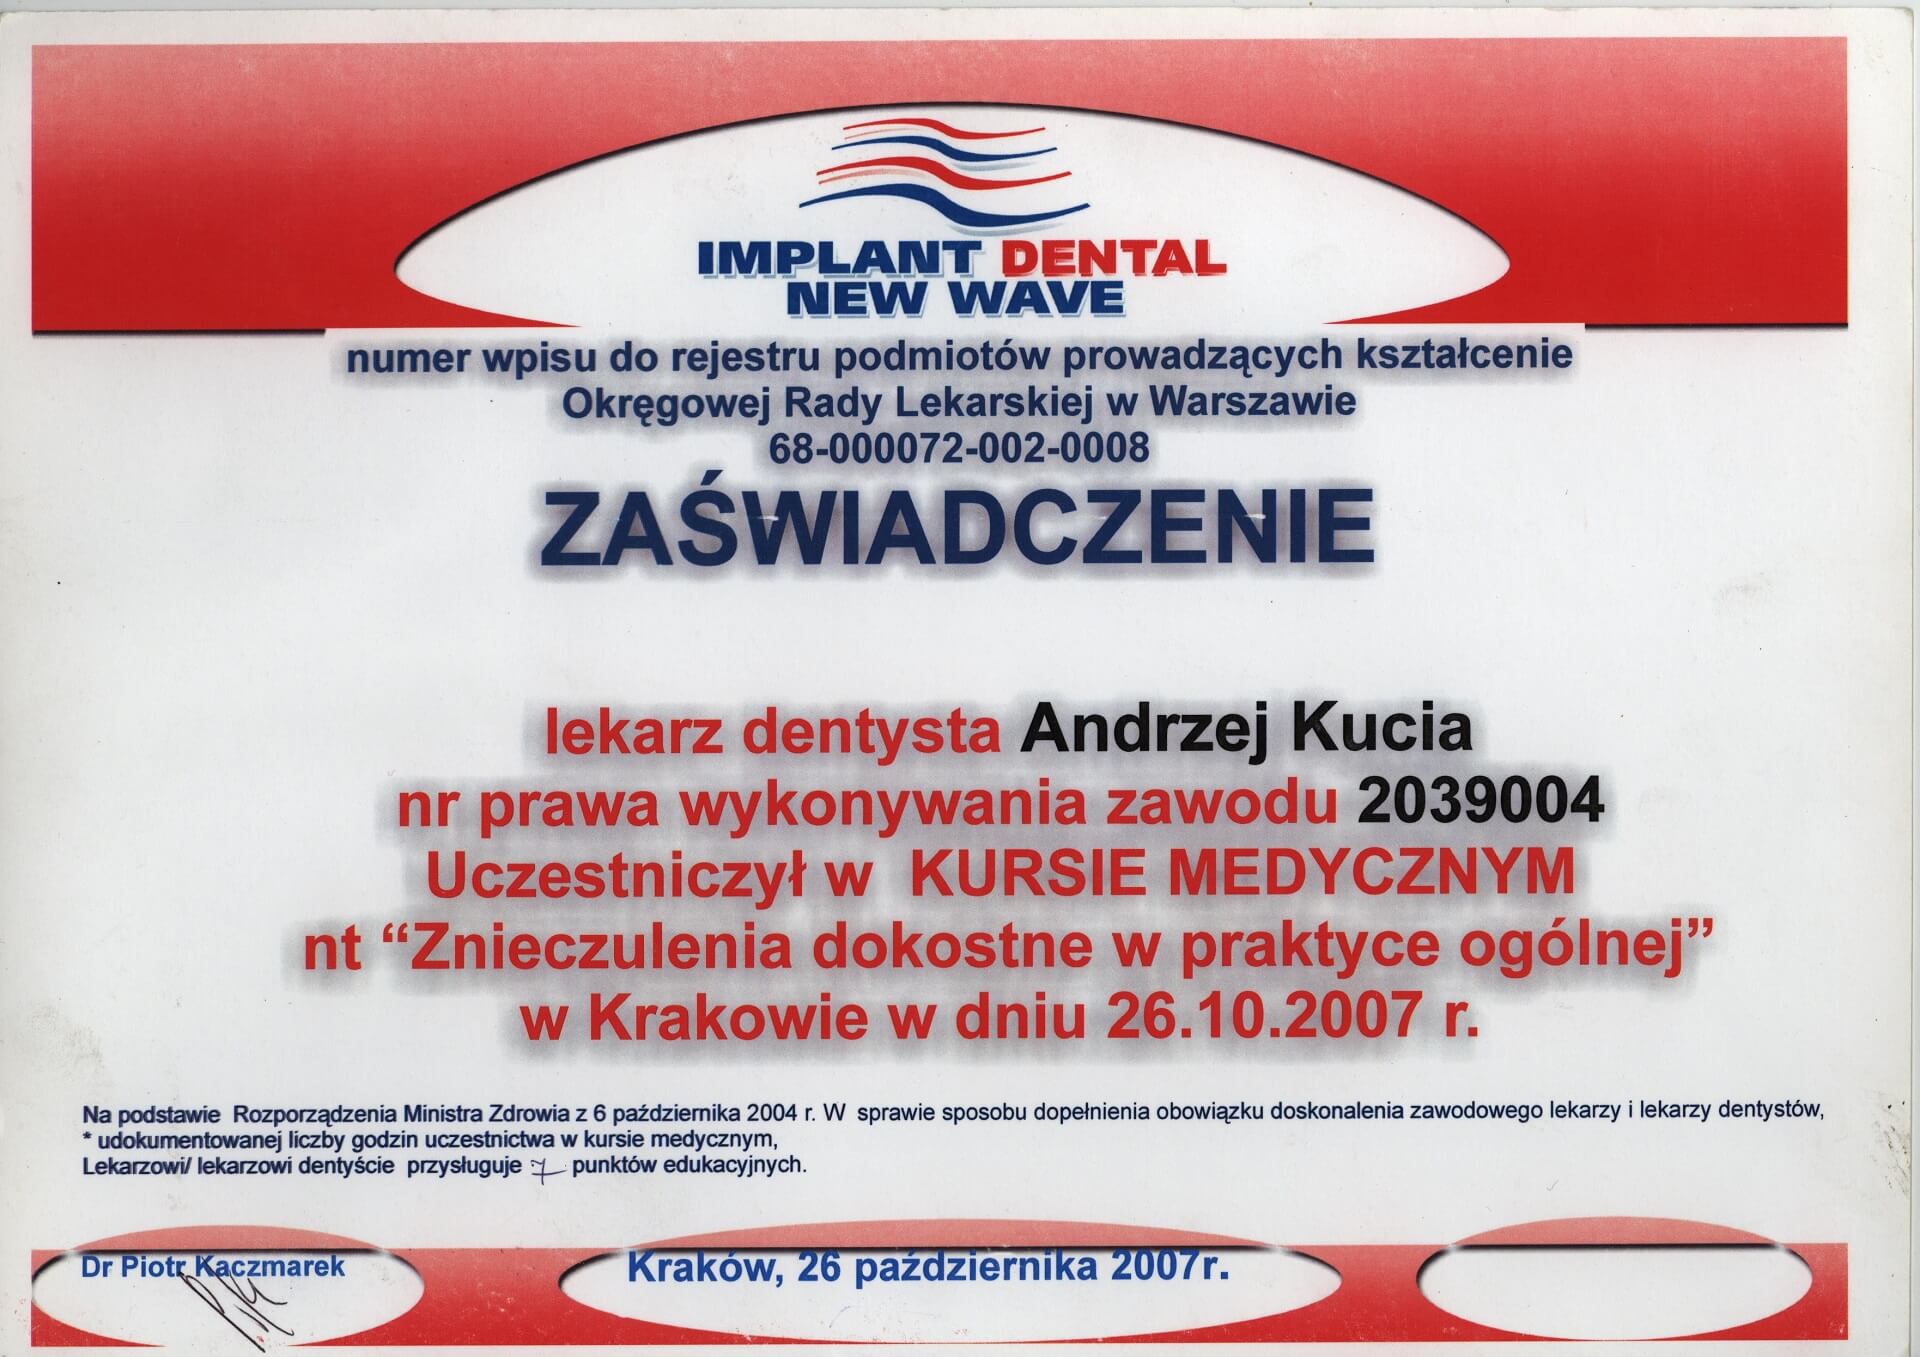 IMPLANT DENTAL
NEW WAVE
numer wpisu do rejestru podmiotów prowadzących kształcenie
Okręgowej Rady Lekarskiej w Warszawie
68-000072-002-0008
ZAŚWIADCZENIE
lekarz dentysta Andrzej Kucia
nr prawa wykonywania zawodu 2039004
Uczestniczył w KURSIE MEDYCZNYM
nt “Znieczulenia dokostne w praktyce ogólnej”
w Krakowie w dniu 26.10.2007 r.
Na podstawie Rozporządzenia Ministra Zdrowia z 6 października 2004 r. W sprawie sposobu dopełnienia obowiązku doskonalenia zawodowego lekarzy i lekarzy dentystów,
* udokumentowanej liczby godzin uczestnictwa w kursie medycznym,
Lekarzowi/ lekarzowi dentyście przysługuje 7 punktów edukacyjnych.
Dr Piotr Kaczmarek
Kraków, 26 października 2007r.